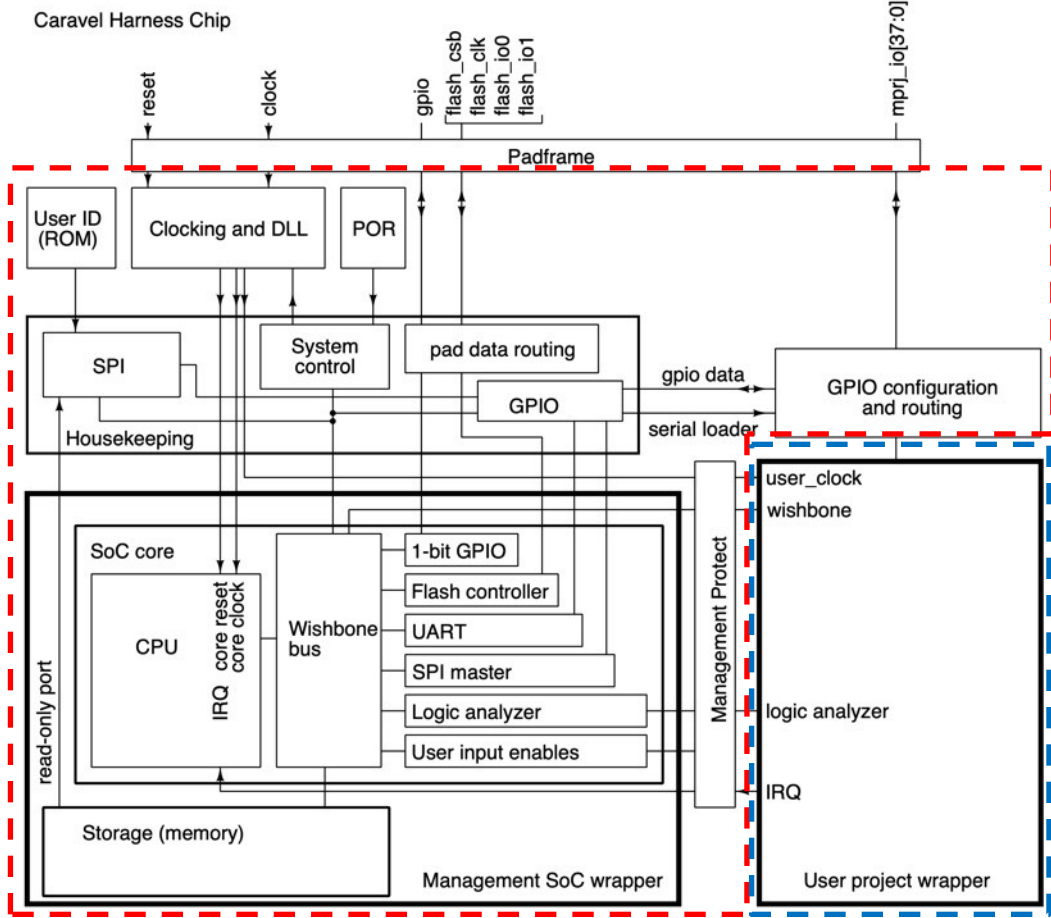 Caravel Harness Chip
reset
clock
gpio
flash_csb
flash_clk
flash_io0
flash_io1
mprj_io[37:0]
Padframe
User ID
(ROM)
Clocking and DLL
POR
SPI
System
control
pad data routing
GPIO
gpio data
serial loader
GPIO configuration
and routing
Housekeeping
read-only port
SoC core
CPU
IRQ
core reset
core clock
Wishbone
bus
1-bit GPIO
Flash controller
UART
SPI master
Logic analyzer
User input enables
Management Protect
user_clock
wishbone
logic analyzer
IRQ
Storage (memory)
Management SoC wrapper
User project wrapper